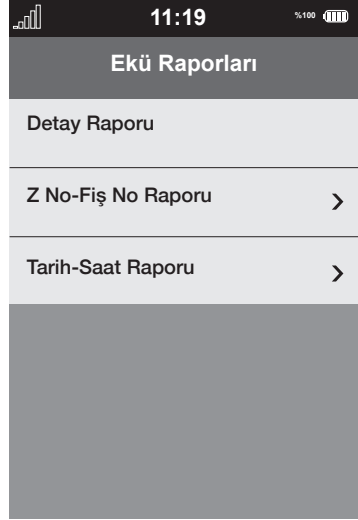 11:19
%100
Ekü Raporları
Detay Raporu
Z No-Fiş No Raporu
Tarih-Saat Raporu